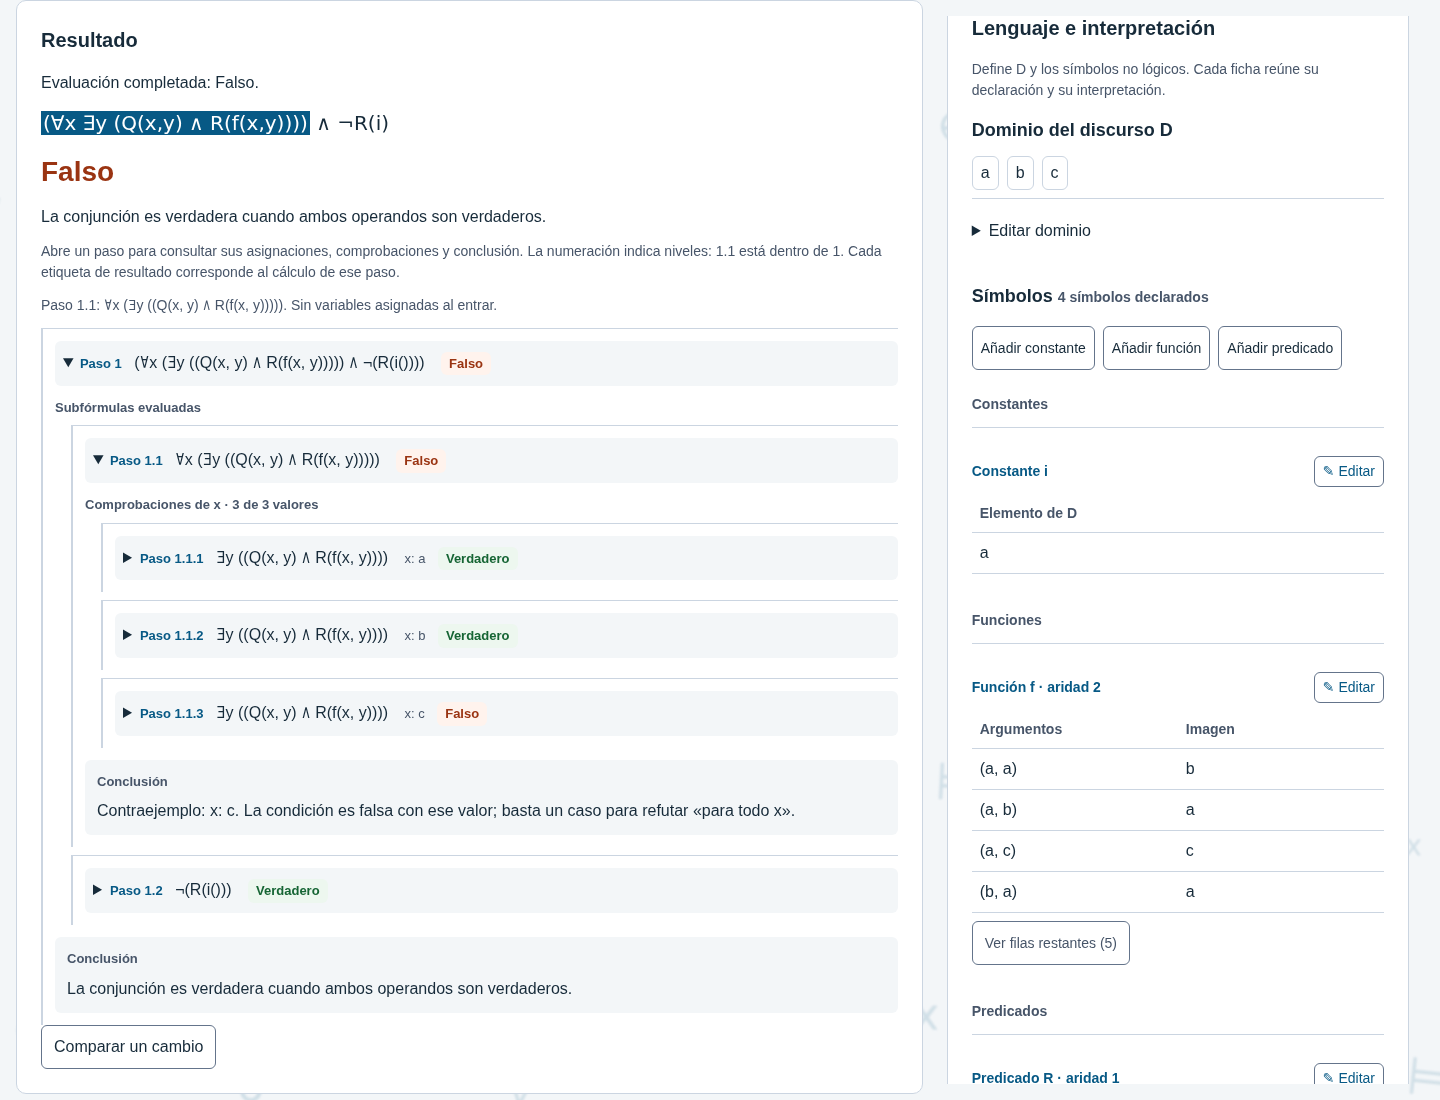 Resultado
Evaluación completada: Falso.
(∀x ∃y (Q(x,y) ∧ R(f(x,y)))) ∧ ¬R(i)
Falso
La conjunción es verdadera cuando ambos operandos son verdaderos.
Abre un paso para consultar sus asignaciones, comprobaciones y conclusión. La numeración indica niveles: 1.1 está dentro de 1. Cada
etiqueta de resultado corresponde al cálculo de ese paso.
Paso 1.1: ∀x (∃y ((Q(x, y) ∧ R(f(x, y))))). Sin variables asignadas al entrar.
Paso 1 (∀x (∃y ((Q(x, y) ∧ R(f(x, y))))) ∧ ¬(R(i()))) Falso
Subfórmulas evaluadas
Paso 1.1 ∀x (∃y ((Q(x, y) ∧ R(f(x, y))))) Falso
Comprobaciones de x · 3 de 3 valores
Paso 1.1.1 ∃y ((Q(x, y) ∧ R(f(x, y)))) x: a Verdadero
Paso 1.1.2 ∃y ((Q(x, y) ∧ R(f(x, y)))) x: b Verdadero
Paso 1.1.3 ∃y ((Q(x, y) ∧ R(f(x, y)))) x: c Falso
Conclusión
Contraejemplo: x: c. La condición es falsa con ese valor; basta un caso para refutar «para todo x».
Paso 1.2 ¬(R(i())) Verdadero
Conclusión
La conjunción es verdadera cuando ambos operandos son verdaderos.
Comparar un cambio
Lenguaje e interpretación
Define D y los símbolos no lógicos. Cada ficha reúne su
declaración y su interpretación.
Dominio del discurso D
a b c
Editar dominio
Símbolos 4 símbolos declarados
Añadir constante Añadir función Añadir predicado
Constantes
Constante i ✎ Editar
Elemento de D
a
Funciones
Función f · aridad 2 ✎ Editar
Argumentos Imagen
(a, a) b
(a, b) a
(a, c) c
(b, a) a
Ver filas restantes (5)
Predicados
Predicado R · aridad 1 ✎ Editar